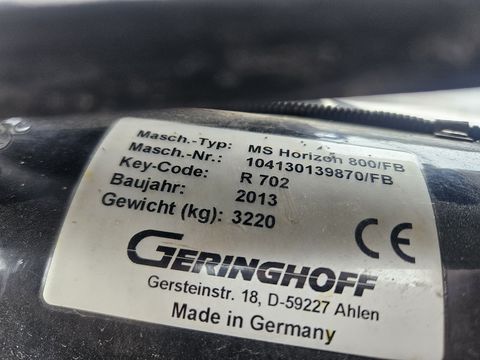 Masch.-Typ: MS Horizon 800/FB
Masch.-Nr.: 104130139870/FB
Key-Code: R 702
Baujahr: 2013
Gewicht (kg): 3220
CE
GERINGHOFF
Gersteinstr. 18, D-59227 Ahlen
Made in Germany